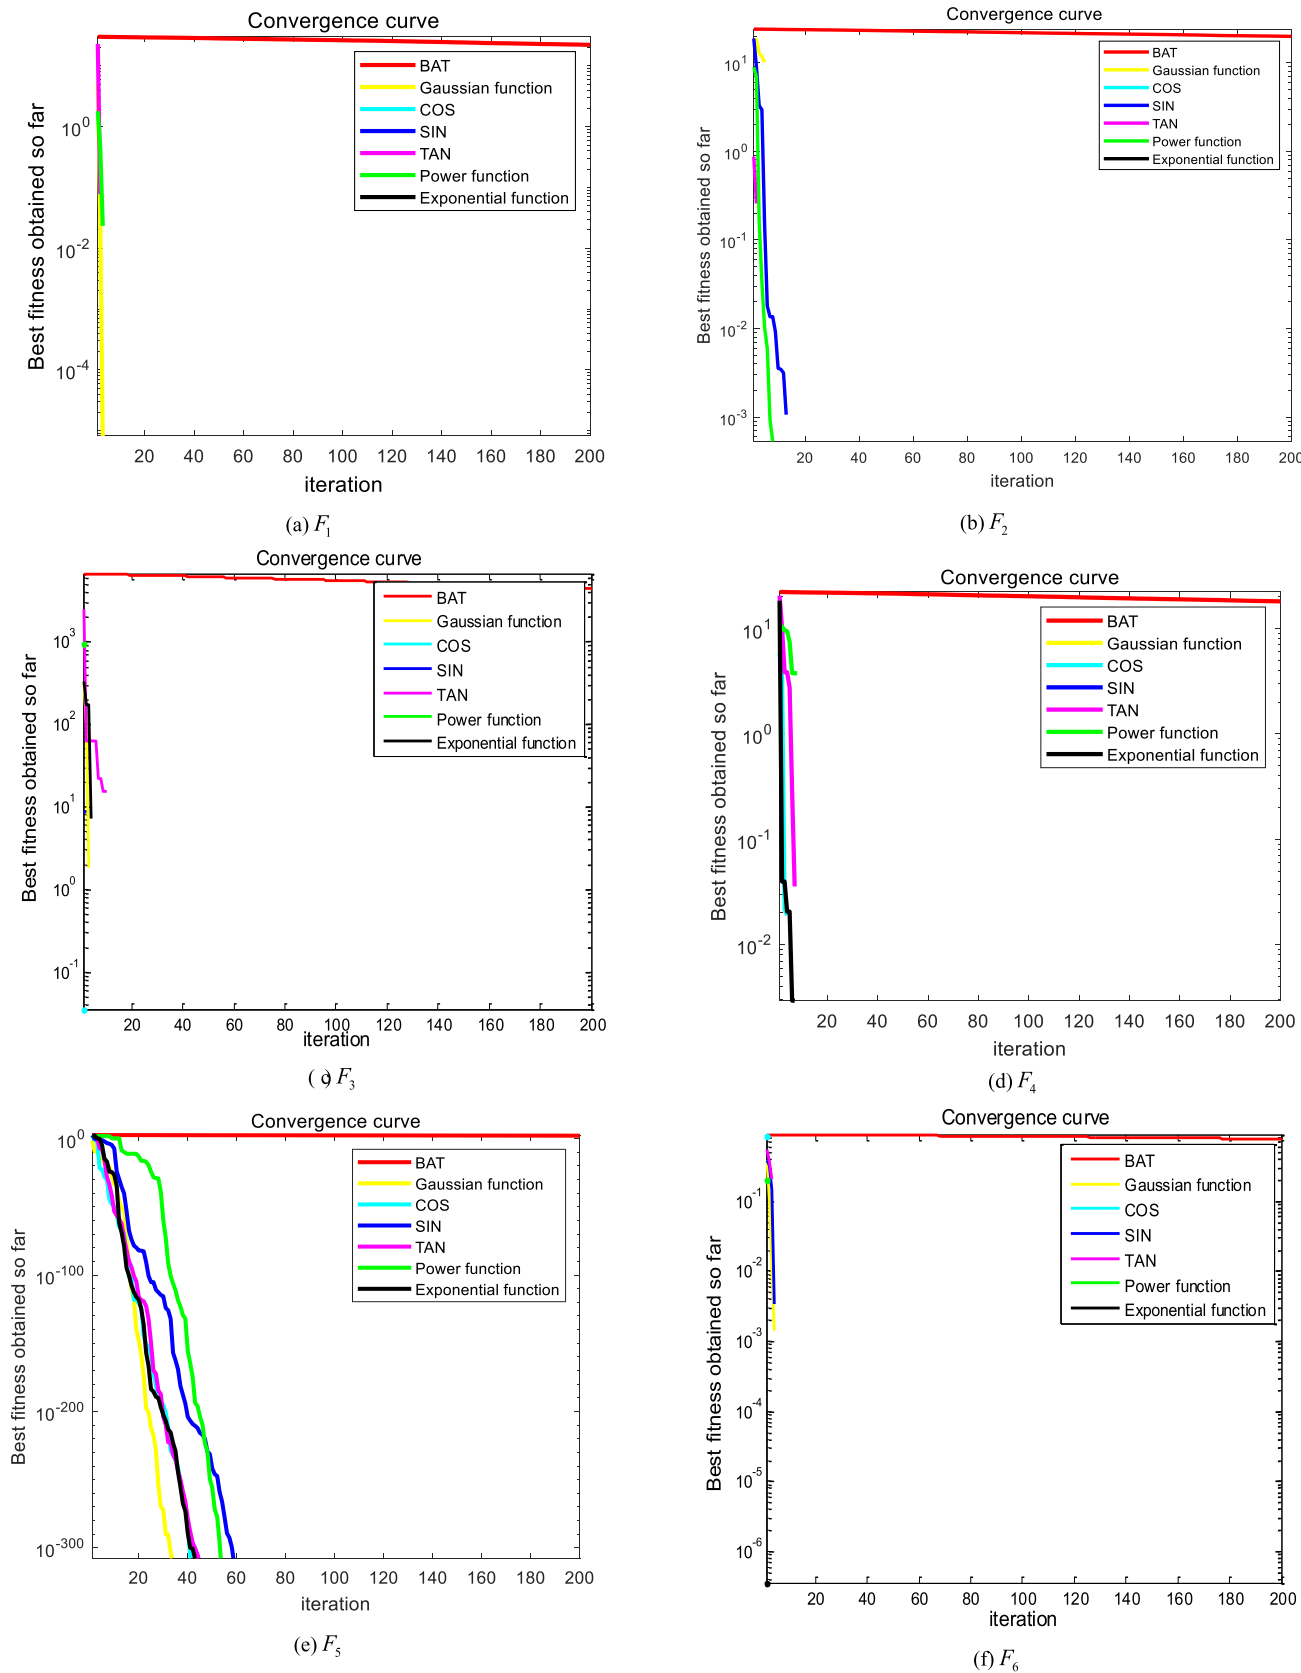 Convergence curve
Best fitness obtained so far
10^0
10^-2
10^-4
BAT
Gaussian function
COS
SIN
TAN
Power function
Exponential function
20 40 60 80 100 120 140 160 180 200
iteration
(a) F_1
Convergence curve
Best fitness obtained so far
10^1
10^0
10^-1
10^-2
10^-3
BAT
Gaussian function
COS
SIN
TAN
Power function
Exponential function
20 40 60 80 100 120 140 160 180 200
iteration
(b) F_2
Convergence curve
Best fitness obtained so far
10^3
10^2
10^1
10^0
10^-1
BAT
Gaussian function
COS
SIN
TAN
Power function
Exponential function
20 40 60 80 100 120 140 160 180 200
iteration
(c) F_3
Convergence curve
Best fitness obtained so far
10^1
10^0
10^-1
10^-2
BAT
Gaussian function
COS
SIN
TAN
Power function
Exponential function
20 40 60 80 100 120 140 160 180 200
iteration
(d) F_4
Convergence curve
Best fitness obtained so far
10^0
10^-100
10^-200
10^-300
BAT
Gaussian function
COS
SIN
TAN
Power function
Exponential function
20 40 60 80 100 120 140 160 180 200
iteration
(e) F_5
Convergence curve
Best fitness obtained so far
10^-1
10^-2
10^-3
10^-4
10^-5
10^-6
BAT
Gaussian function
COS
SIN
TAN
Power function
Exponential function
20 40 60 80 100 120 140 160 180 200
iteration
(f) F_6